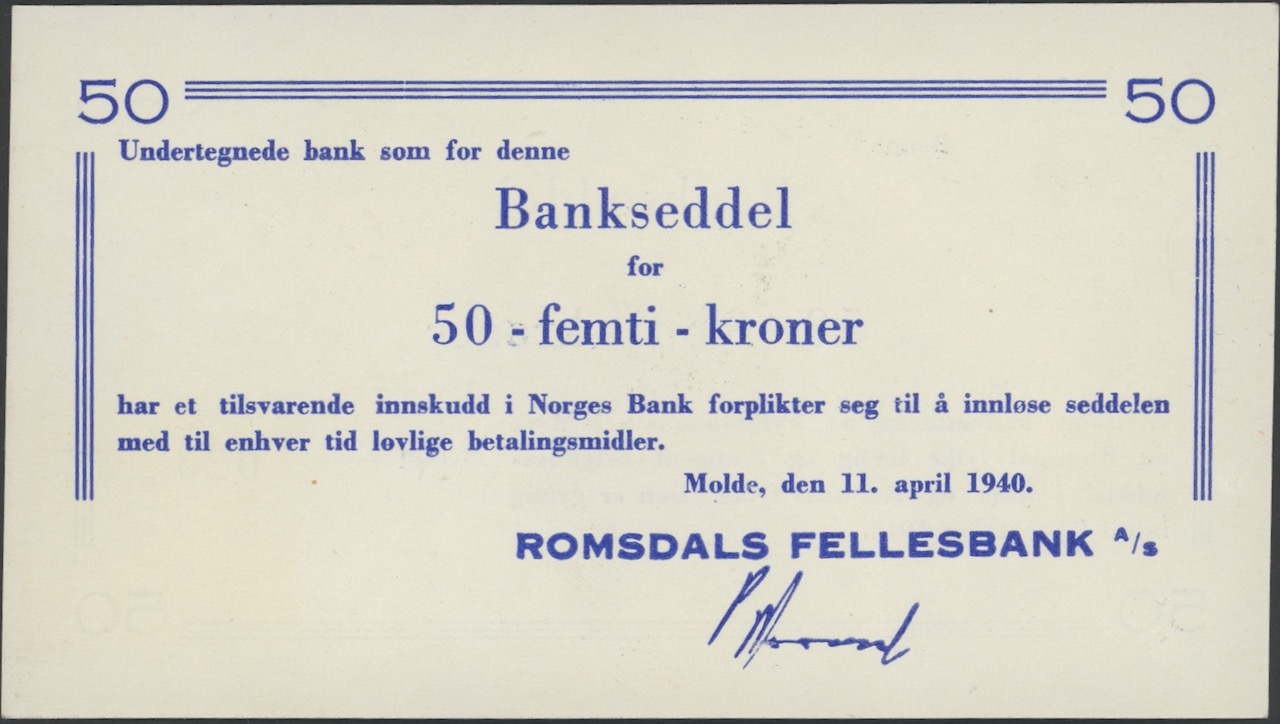 50 50
Undertegnede bank som for denne
Bankseddel
for
50 - femti - kroner
har et tilsvarende innskudd i Norges Bank forplikter seg til å innløse seddelen
med til enhver tid lovlige betalingsmidler.
Molde, den 11. april 1940.
ROMSDALS FELLESBANK A/s